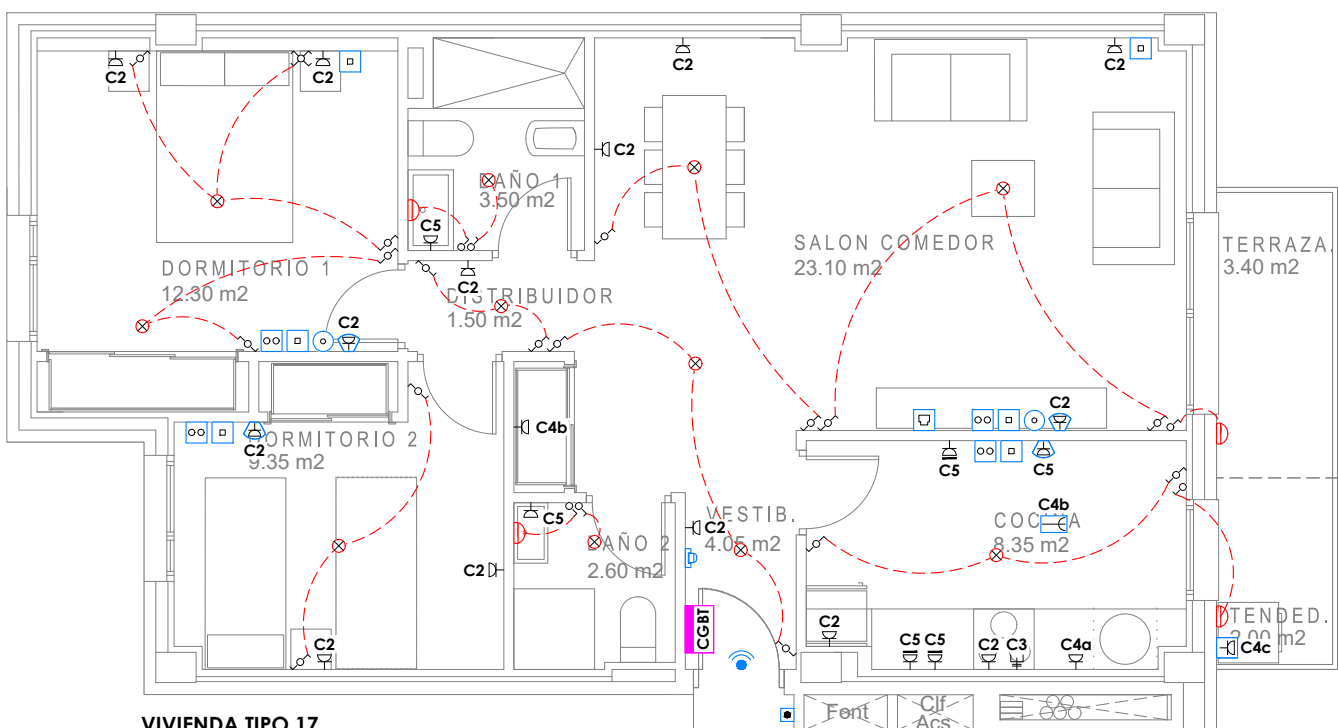 C2
C2
C2
C2
C2
BAÑO 1
3.50 m2
C5
SALON COMEDOR
23.10 m2
TERRAZA.
3.40 m2
DORMITORIO 1
12.30 m2
C2
DISTRIBUIDOR
1.50 m2
C2
C2
C4b
DORMITORIO 2
9.35 m2
C2
C5
C5
C4b
COCINA
8.35 m2
C5
BAÑO 2
2.60 m2
C2
VESTIB.
4.05 m2
C2
CGBT
C2
C2
C5
C5
C2
C3
C4a
TENDED.
2.00 m2
C4c
Font
Clf
Acs
VIVIENDA TIPO 17